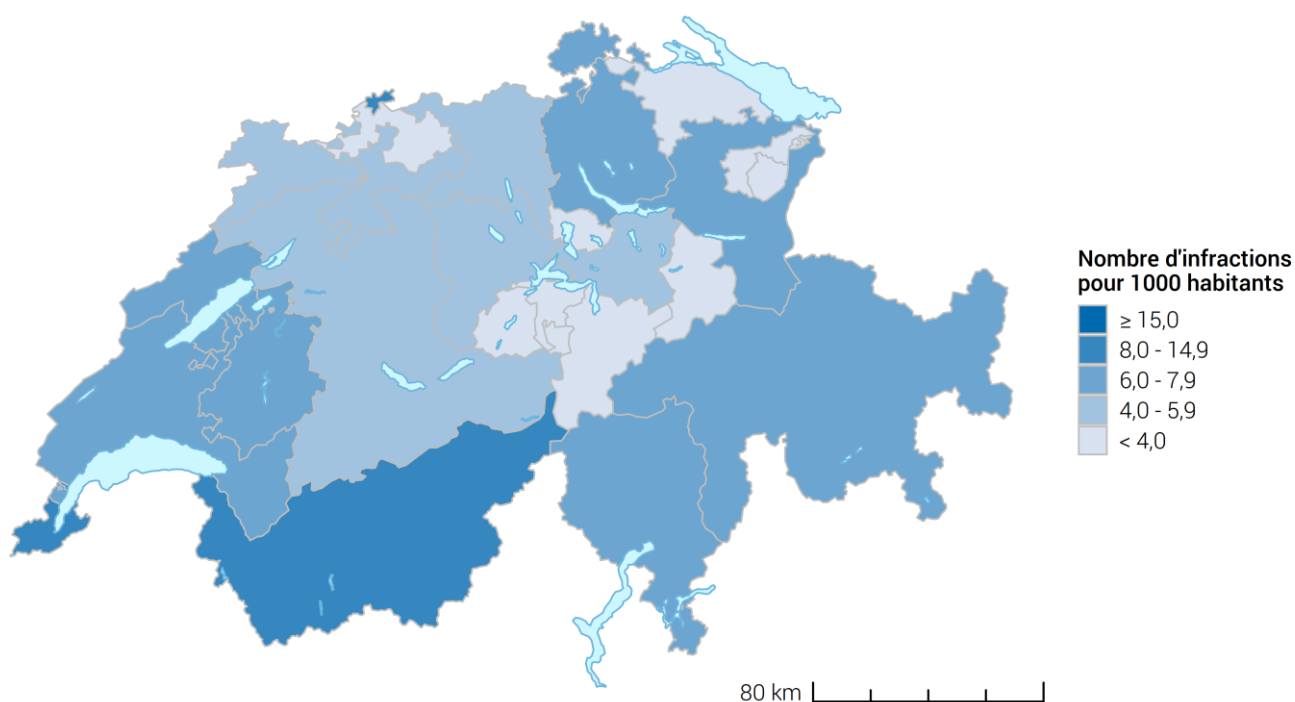 Nombre d'infractions
pour 1000 habitants
≥ 15,0
8,0 - 14,9
6,0 - 7,9
4,0 - 5,9
< 4,0
80 km